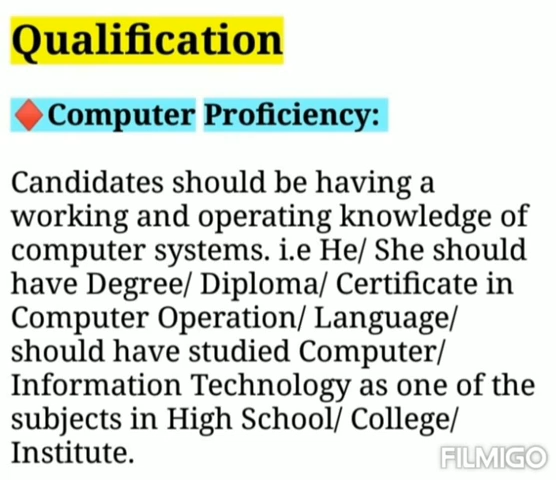 Qualification
♦Computer Proficiency:
Candidates should be having a
working and operating knowledge of
computer systems. i.e He/ She should
have Degree/ Diploma/ Certificate in
Computer Operation/ Language/
should have studied Computer/
Information Technology as one of the
subjects in High School/ College/
Institute.
FILMIGO